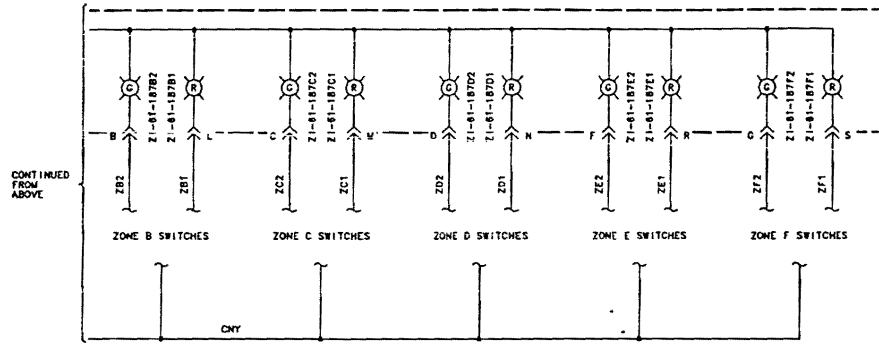 G R G R G R G R G R
ZI-61-187B2
ZI-61-187B1
ZI-61-187C2
ZI-61-187C1
ZI-61-187D2
ZI-61-187D1
ZI-61-187E2
ZI-61-187E1
ZI-61-187F2
ZI-61-187F1
B L C M D N F R G S
CONTINUED
FROM
ABOVE
ZB2 ZB1 ZC2 ZC1 ZD2 ZD1 ZE2 ZE1 ZF2 ZF1
ZONE B SWITCHES ZONE C SWITCHES ZONE D SWITCHES ZONE E SWITCHES ZONE F SWITCHES
CNY